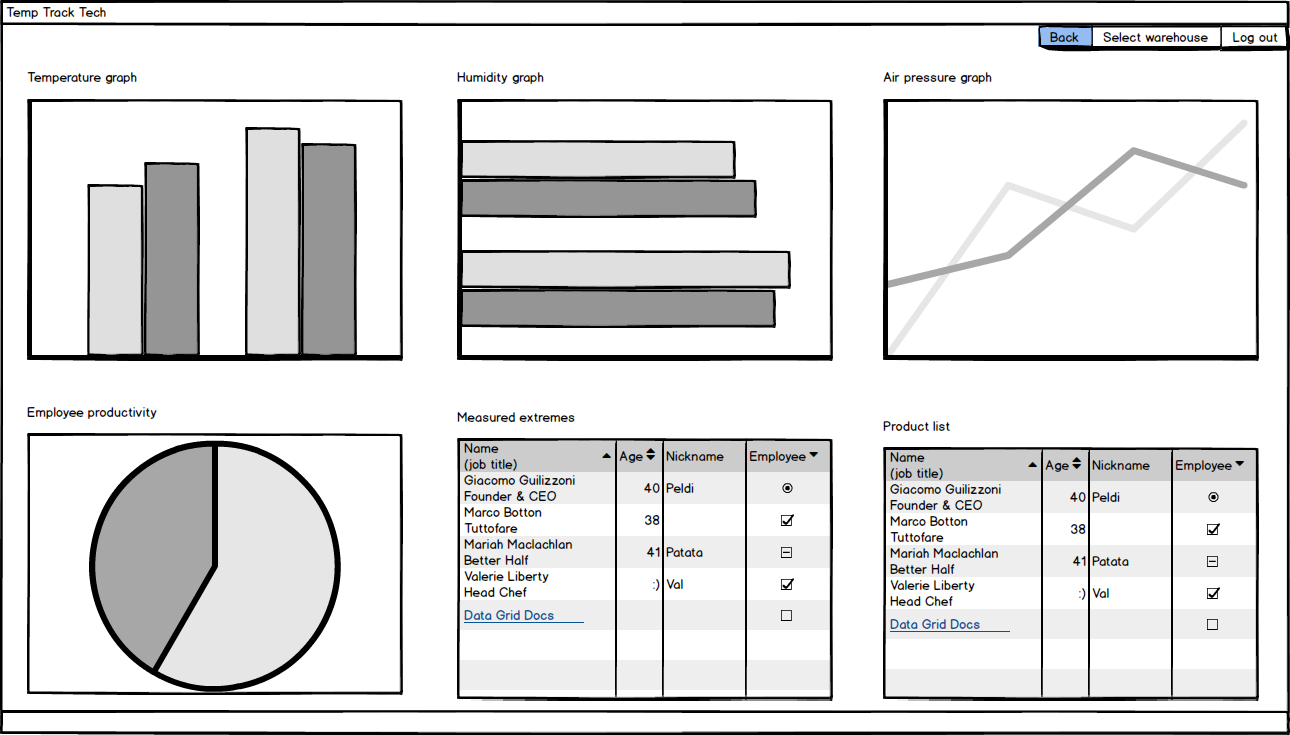 Temp Track Tech
Back Select warehouse Log out
Temperature graph
Humidity graph
Air pressure graph
Employee productivity
Measured extremes
Name
(job title) Age Nickname Employee
Giacomo Guilizzoni
Founder & CEO 40 Peldi
Marco Botton
Tuttofare 38
Mariah Maclachlan
Better Half 41 Patata
Valerie Liberty
Head Chef :) Val
Data Grid Docs
Product list
Name
(job title) Age Nickname Employee
Giacomo Guilizzoni
Founder & CEO 40 Peldi
Marco Botton
Tuttofare 38
Mariah Maclachlan
Better Half 41 Patata
Valerie Liberty
Head Chef :) Val
Data Grid Docs